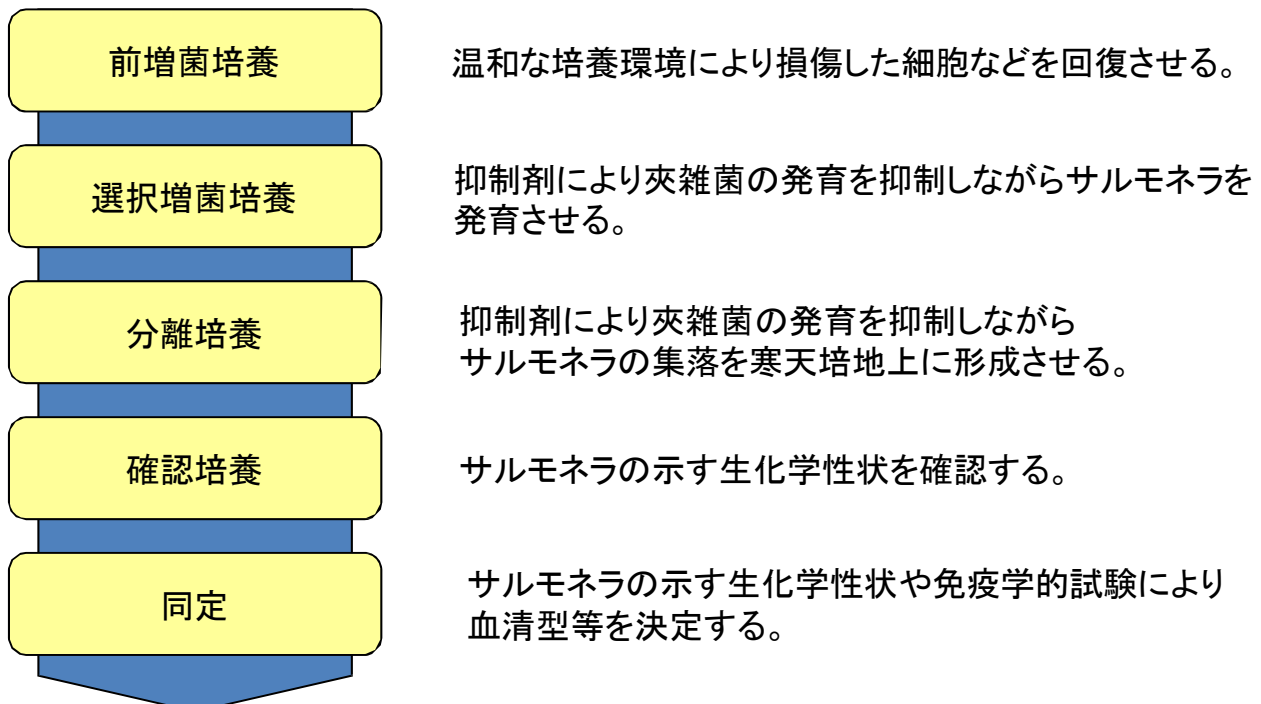 前増菌培養
温和な培養環境により損傷した細胞などを回復させる。
選択増菌培養
抑制剤により夾雑菌の発育を抑制しながらサルモネラを
発育させる。
分離培養
抑制剤により夾雑菌の発育を抑制しながら
サルモネラの集落を寒天培地上に形成させる。
確認培養
サルモネラの示す生化学性状を確認する。
同定
サルモネラの示す生化学性状や免疫学的試験により
血清型等を決定する。